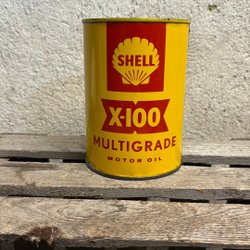 SHELL
X-100
MULTIGRADE
MOTOR OIL